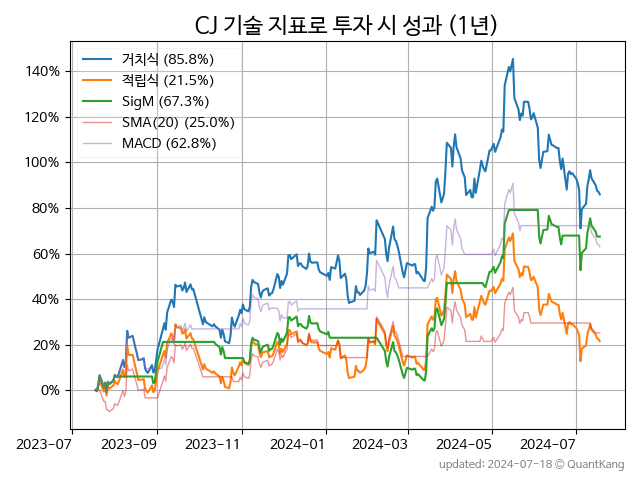 CJ 기술 지표로 투자 시 성과 (1년)
거치식 (85.8%)
적립식 (21.5%)
SigM (67.3%)
SMA(20) (25.0%)
MACD (62.8%)
140%
120%
100%
80%
60%
40%
20%
0%
2023-07 2023-09 2023-11 2024-01 2024-03 2024-05 2024-07
updated: 2024-07-18 ⓒ QuantKang